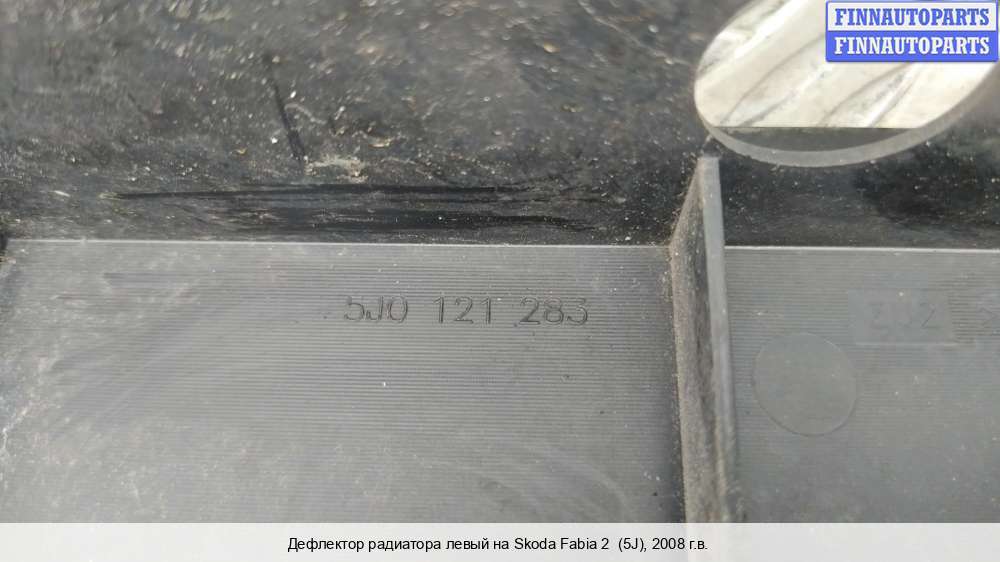 FINNAUTOPARTS
FINNAUTOPARTS
5J0 121 283
Дефлектор радиатора левый на Skoda Fabia 2 (5J), 2008 г.в.